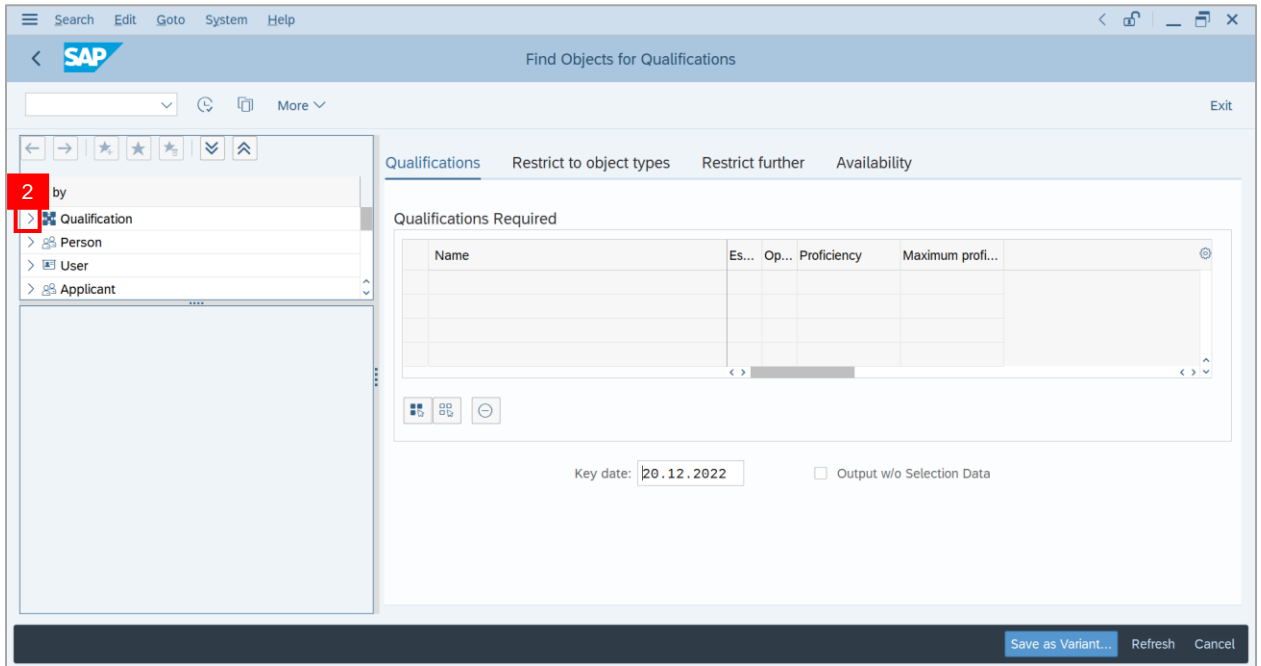 Search Edit Goto System Help
SAP
Find Objects for Qualifications
More
Exit
Qualifications Restrict to object types Restrict further Availability
2
by
Qualification
Person
User
Applicant
Qualifications Required
Name Es... Op... Proficiency Maximum profi...
Key date: 20.12.2022
Output w/o Selection Data
Save as Variant... Refresh Cancel